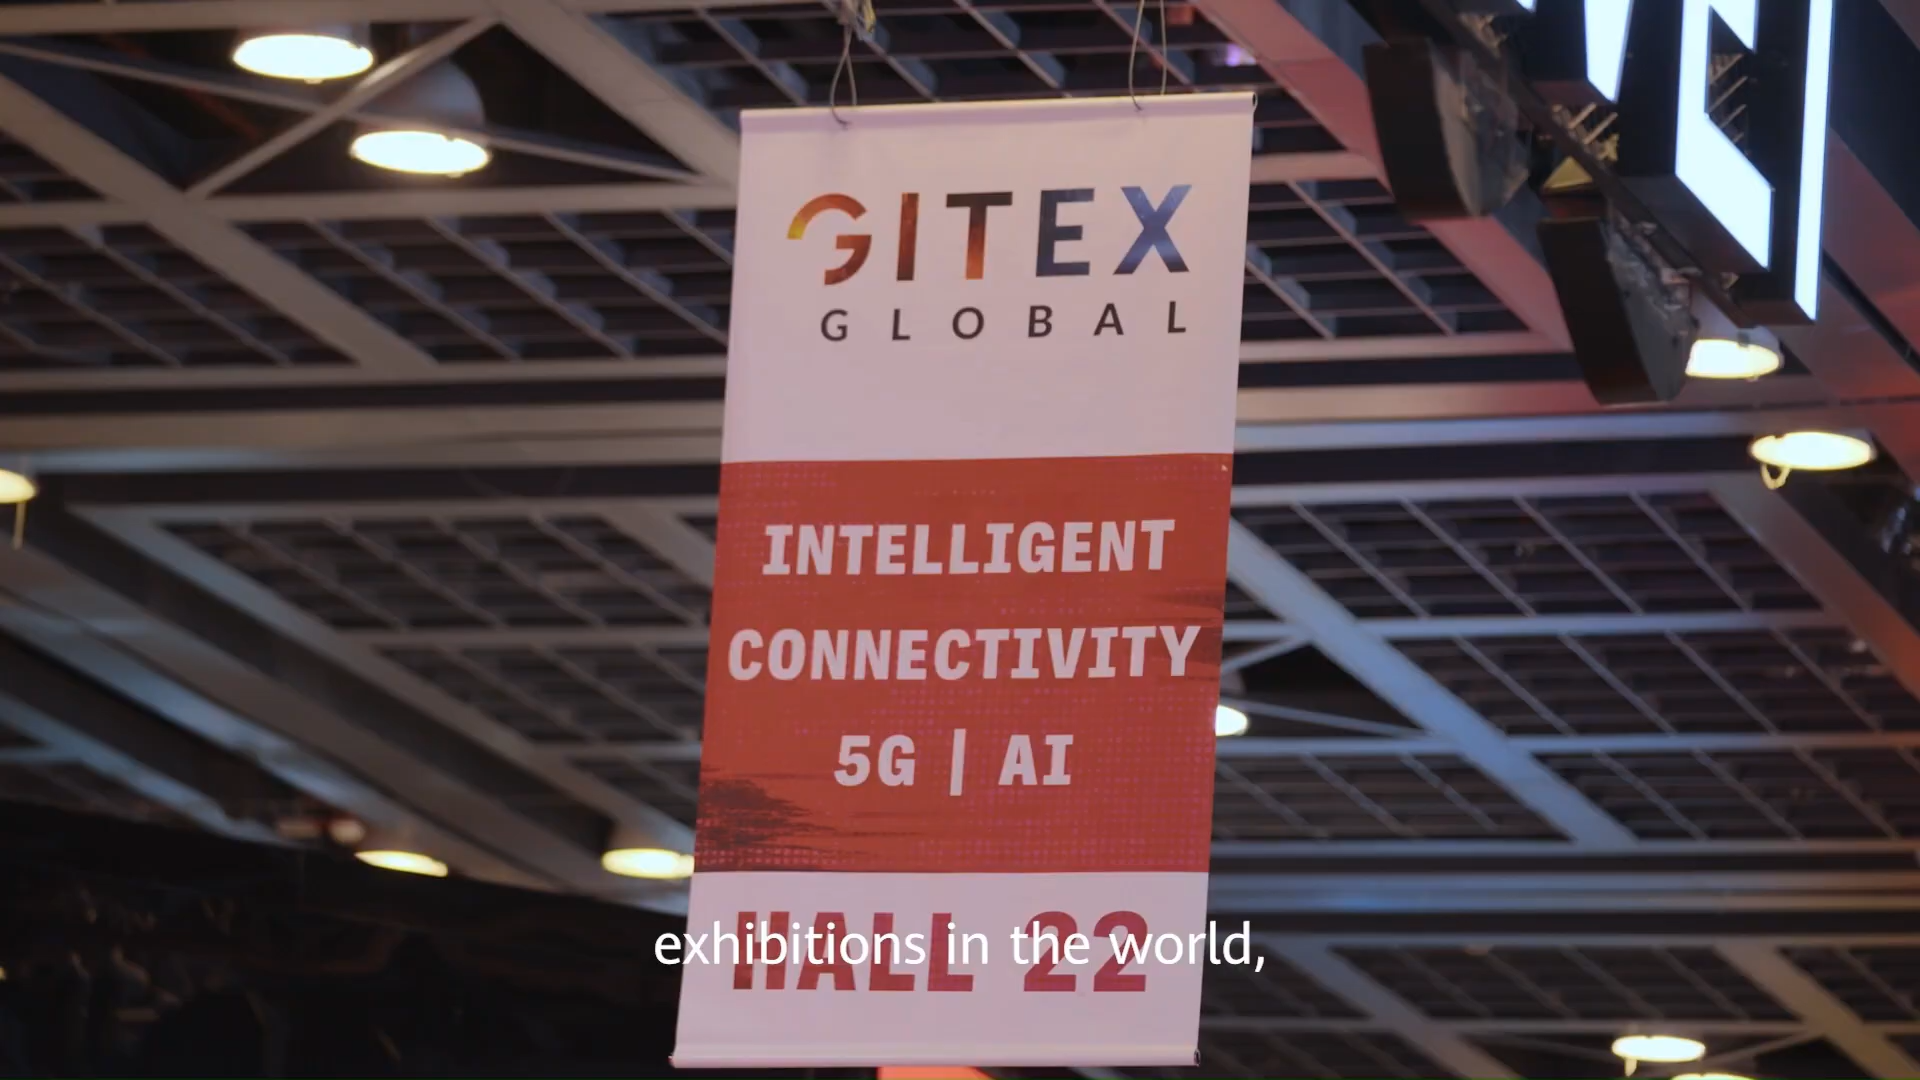 GITEX
GLOBAL
INTELLIGENT
CONNECTIVITY
5G | AI
HALL 22
exhibitions in the world,